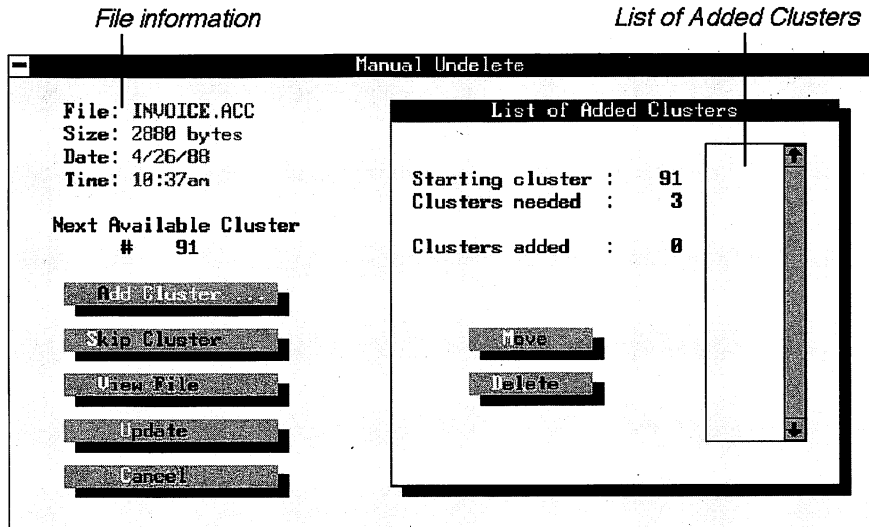 File information
List of Added Clusters
Manual Undelete
File: INVOICE.ACC
Size: 2880 bytes
Date: 4/26/88
Time: 10:37am
Next Available Cluster
# 91
Add Cluster ...
Skip Cluster
View File
Update
Cancel
List of Added Clusters
Starting cluster : 91
Clusters needed : 3
Clusters added : 0
Move
Delete